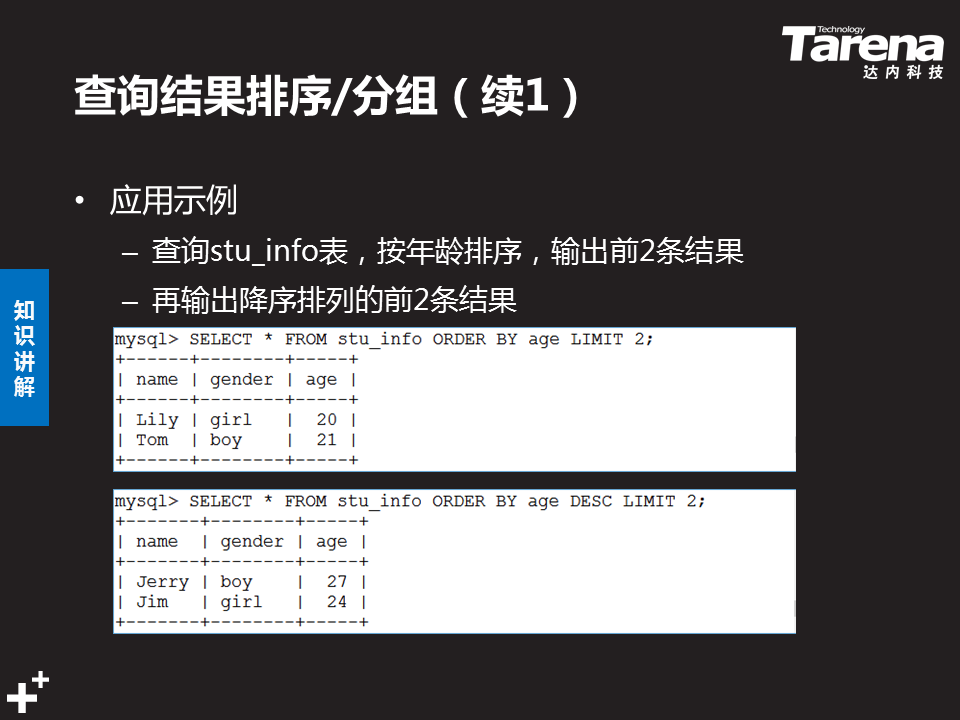 Technology
Tarena
达内科技
查询结果排序/分组（续1）
• 应用示例
– 查询stu_info表，按年龄排序，输出前2条结果
– 再输出降序排列的前2条结果
知识讲解
mysql> SELECT * FROM stu_info ORDER BY age LIMIT 2;
+------+--------+-----+
| name | gender | age |
+------+--------+-----+
| Lily | girl   |  20 |
| Tom  | boy    |  21 |
+------+--------+-----+
mysql> SELECT * FROM stu_info ORDER BY age DESC LIMIT 2;
+-------+--------+-----+
| name  | gender | age |
+-------+--------+-----+
| Jerry | boy    |  27 |
| Jim   | girl   |  24 |
+-------+--------+-----+